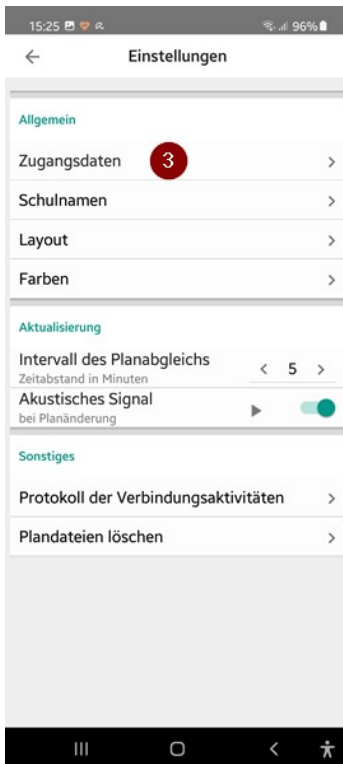 15:25 96%
Einstellungen
Allgemein
Zugangsdaten 3
Schulnamen
Layout
Farben
Aktualisierung
Intervall des Planabgleichs
Zeitabstand in Minuten
5
Akustisches Signal
bei Planänderung
Sonstiges
Protokoll der Verbindungsaktivitäten
Plandateien löschen